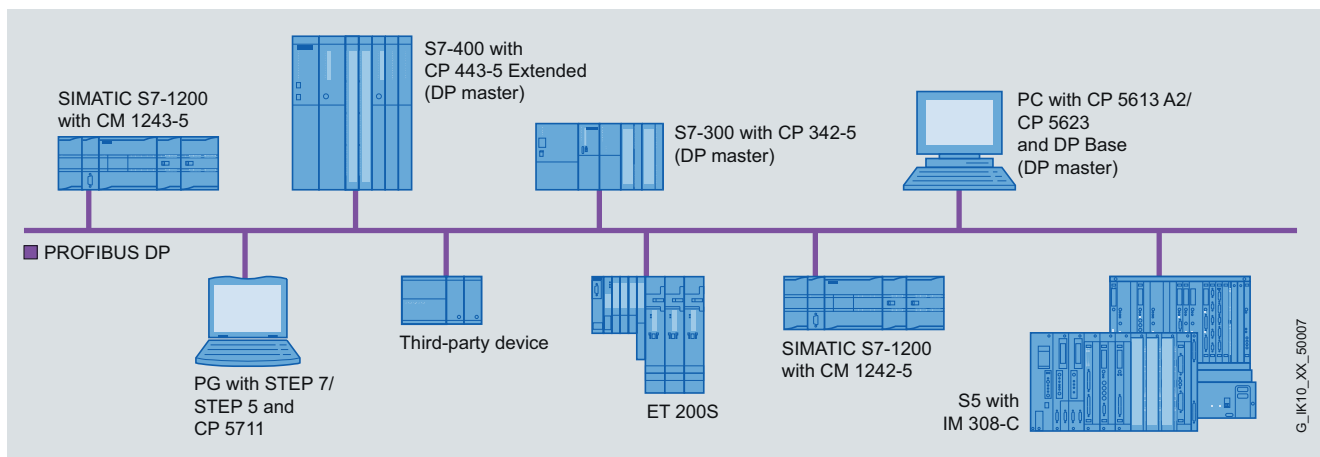 SIMATIC S7-1200
with CM 1243-5
S7-400 with
CP 443-5 Extended
(DP master)
S7-300 with CP 342-5
(DP master)
PC with CP 5613 A2/
CP 5623
and DP Base
(DP master)
PROFIBUS DP
PG with STEP 7/
STEP 5 and
CP 5711
Third-party device
ET 200S
SIMATIC S7-1200
with CM 1242-5
S5 with
IM 308-C
G_IK10_XX_50007